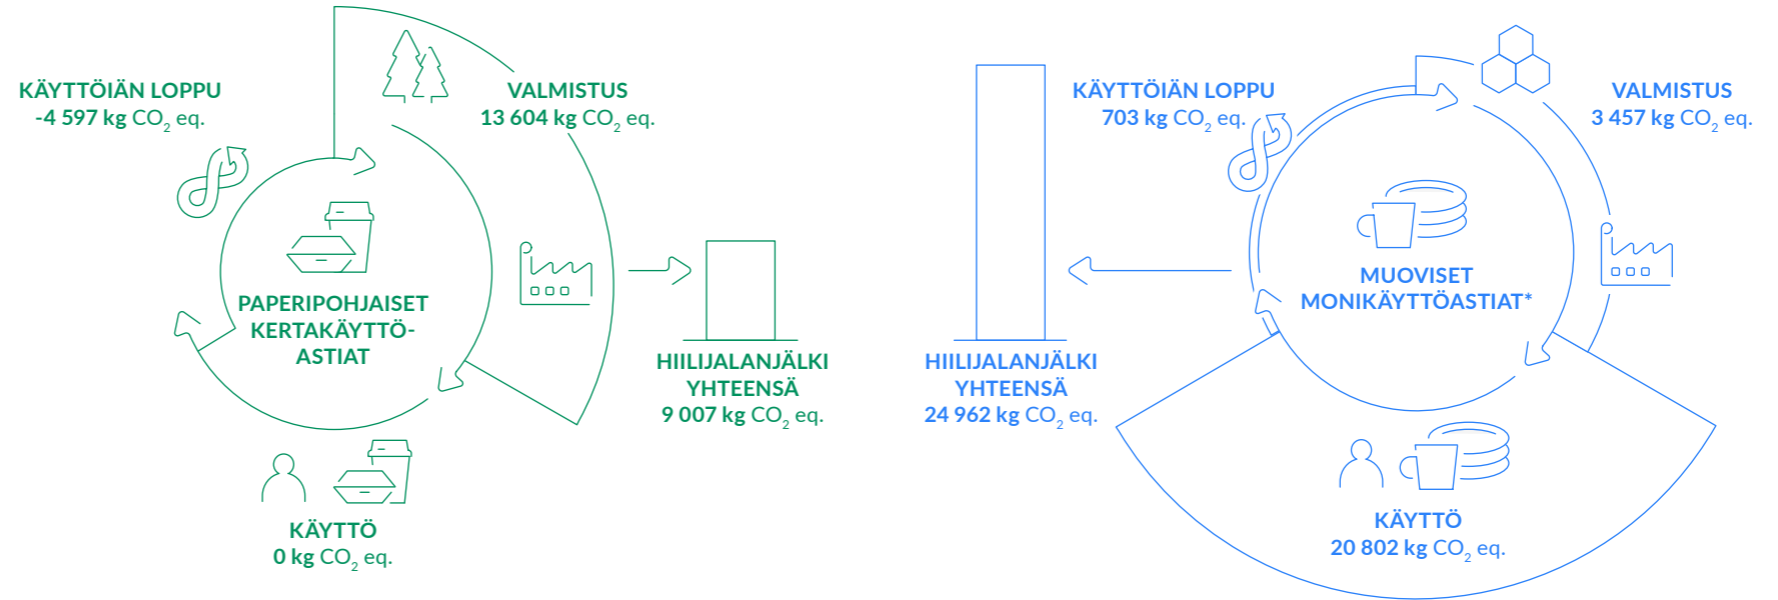 KÄYTTÖIÄN LOPPU
-4 597 kg CO₂ eq.
VALMISTUS
13 604 kg CO₂ eq.
PAPERIPOHJAISET
KERTAKÄYTTÖ-
ASTIAT
KÄYTTÖ
0 kg CO₂ eq.
HIILIJALANJÄLKI
YHTEENSÄ
9 007 kg CO₂ eq.
HIILIJALANJÄLKI
YHTEENSÄ
24 962 kg CO₂ eq.
KÄYTTÖIÄN LOPPU
703 kg CO₂ eq.
VALMISTUS
3 457 kg CO₂ eq.
MUOVISET
MONIKÄYTTÖASTIAT*
KÄYTTÖ
20 802 kg CO₂ eq.